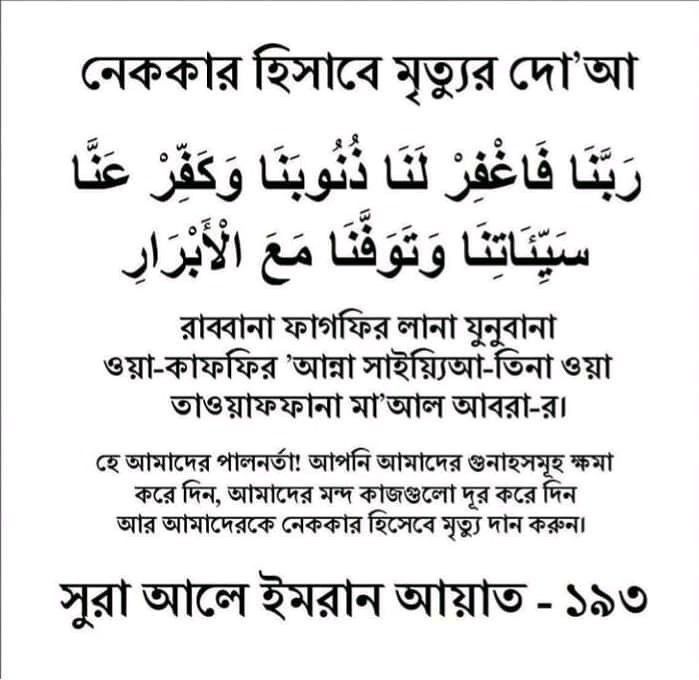 নেককার হিসাবে মৃত্যুর দো'আ
رَبَّنَا فَاغْفِرْ لَنَا ذُنُوبَنَا وَكَفِّرْ عَنَّا
سَيِّئَاتِنَا وَتَوَفَّنَا مَعَ الْأَبْرَارِ
রাববানা ফাগফির লানা যুনুবানা
ওয়া-কাফফির 'আন্না সাইয়্যিআ-তিনা ওয়া
তাওয়াফফানা মা'আল আবরা-র।
হে আমাদের পালনর্তা! আপনি আমাদের গুনাহসমূহ ক্ষমা
করে দিন, আমাদের মন্দ কাজগুলো দূর করে দিন
আর আমাদেরকে নেককার হিসেবে মৃত্যু দান করুন।
সুরা আলে ইমরান আয়াত - ১৯৩